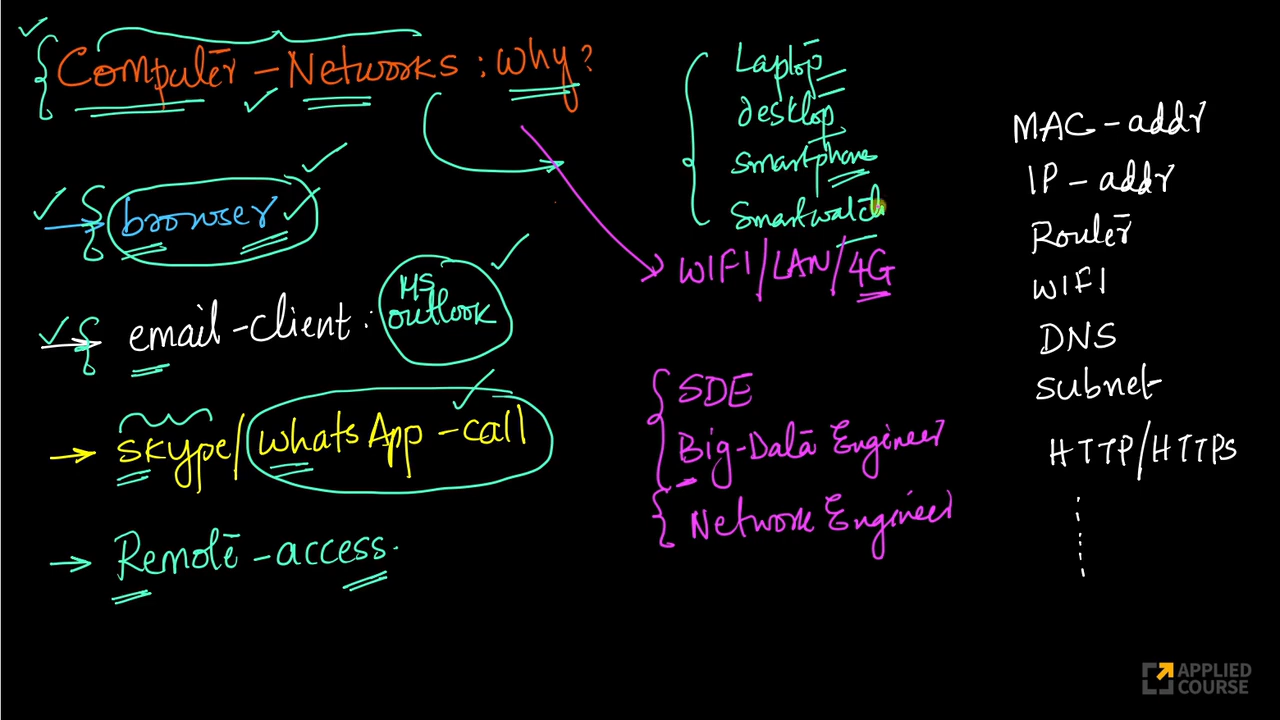 Computer - Networks : Why?
browser
email-client : MS outlook
skype/whatsApp-call
Remote-access.
Laptop
desktop
Smartphone
Smartwatch
WIFI/LAN/4G
SDE
Big-Data Engineer
Network Engineer
MAC-addr
IP-addr
Router
WIFI
DNS
subnet
HTTP/HTTPs
APPLIED
COURSE